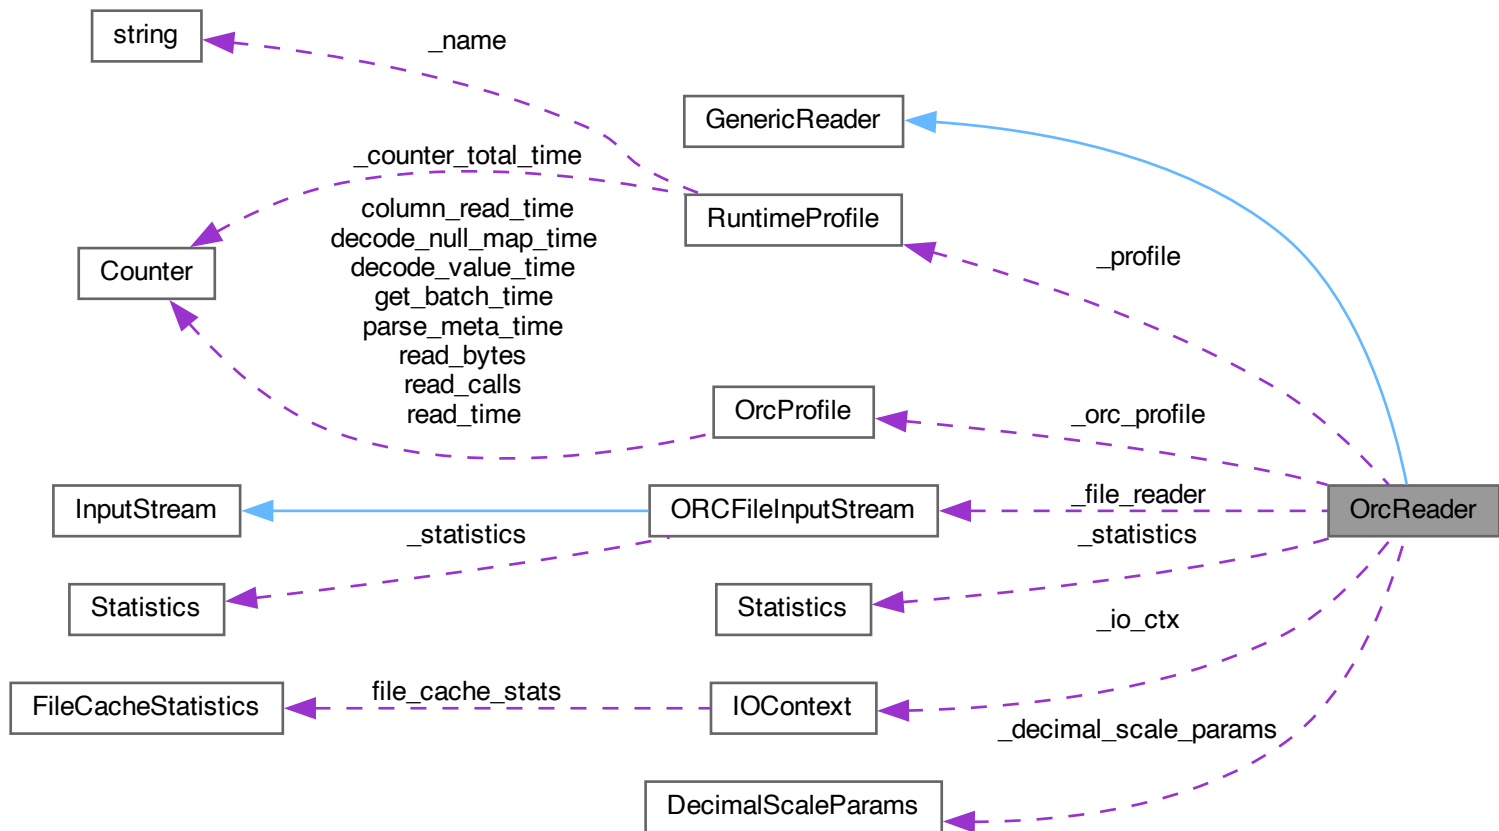 string
_name
GenericReader
_counter_total_time
column_read_time
decode_null_map_time
decode_value_time
get_batch_time
parse_meta_time
read_bytes
read_calls
read_time
RuntimeProfile
Counter
_profile
OrcProfile
_orc_profile
InputStream
ORCFileInputStream
_file_reader
OrcReader
_statistics
_statistics
Statistics
Statistics
_io_ctx
FileCacheStatistics
file_cache_stats
IOContext
_decimal_scale_params
DecimalScaleParams